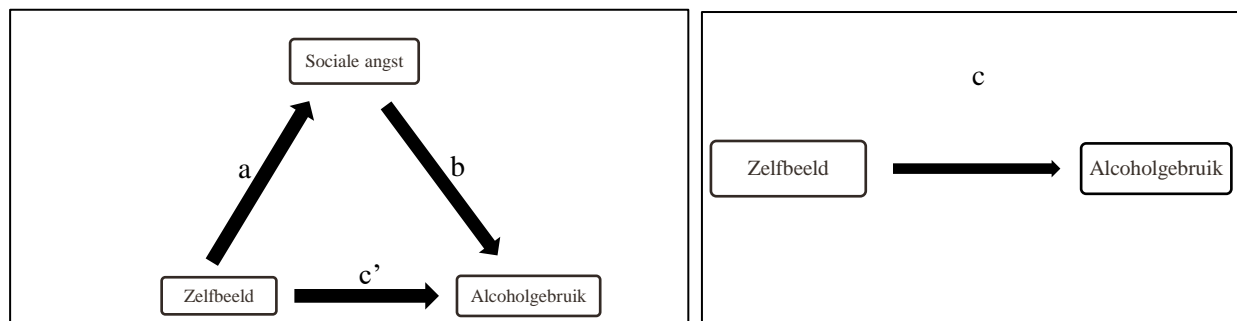 Sociale angst
a
b
c’
Zelfbeeld
Alcoholgebruik
c
Zelfbeeld
Alcoholgebruik